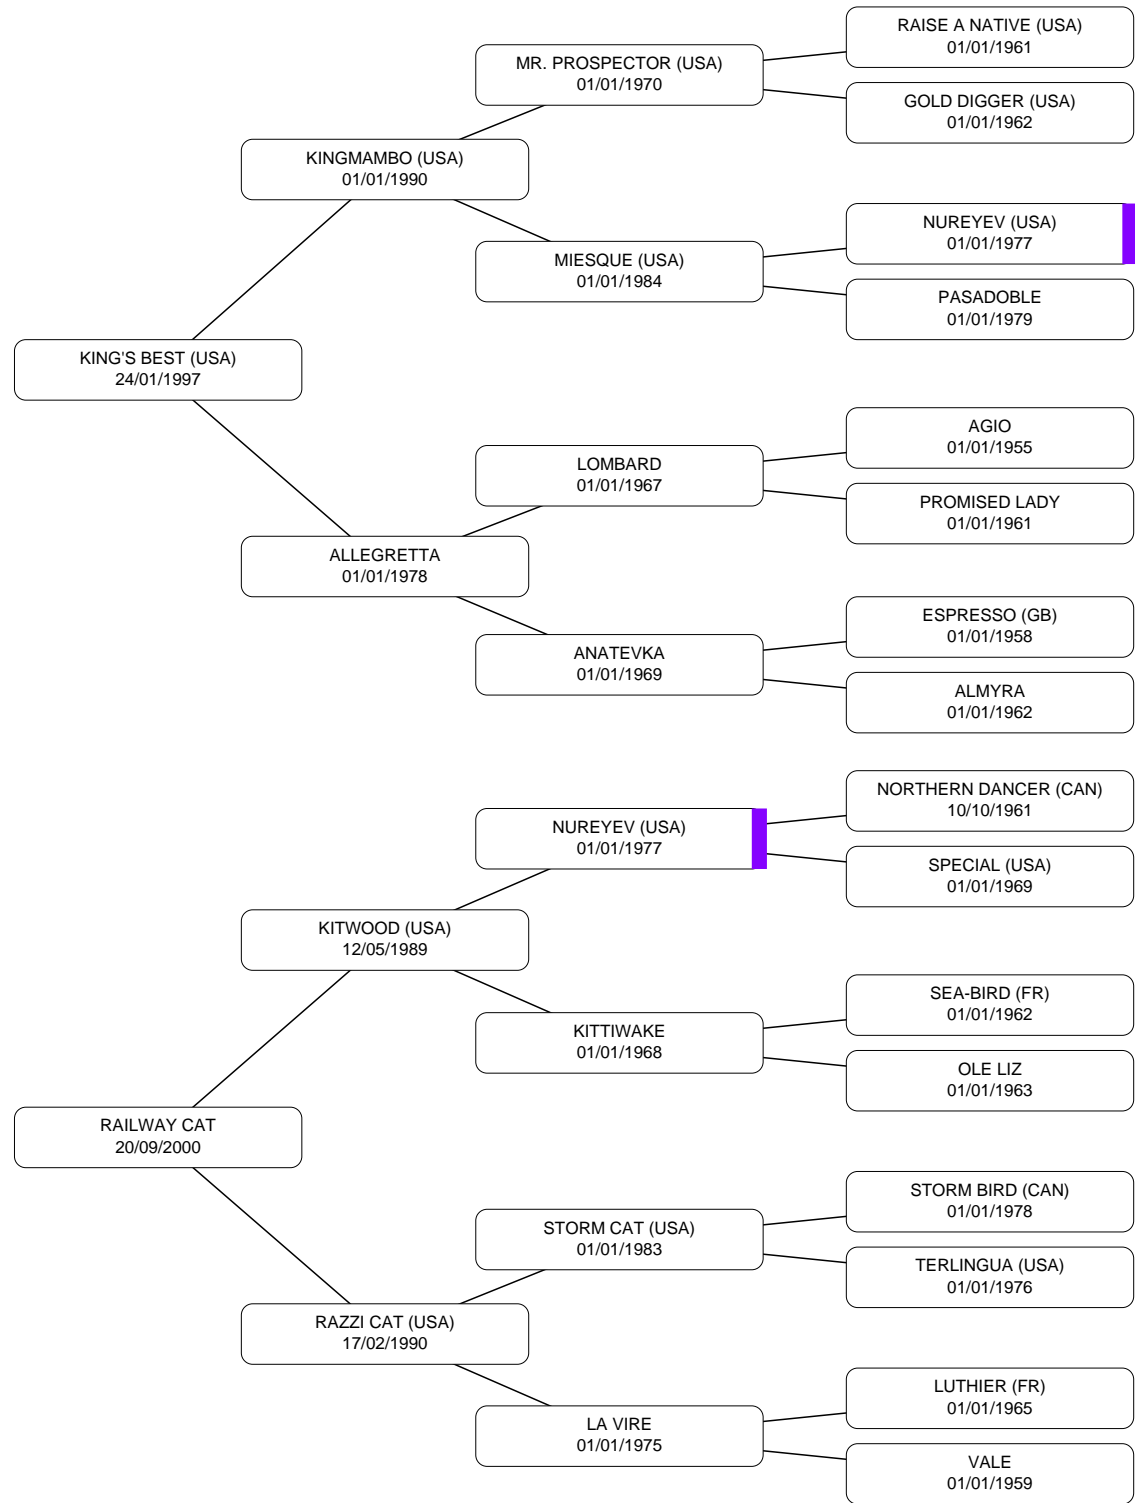 RAISE A NATIVE (USA)
01/01/1961
MR. PROSPECTOR (USA)
01/01/1970
GOLD DIGGER (USA)
01/01/1962
KINGMAMBO (USA)
01/01/1990
NUREYEV (USA)
01/01/1977
MIESQUE (USA)
01/01/1984
PASADOBLE
01/01/1979
KING'S BEST (USA)
24/01/1997
AGIO
01/01/1955
LOMBARD
01/01/1967
PROMISED LADY
01/01/1961
ALLEGRETTA
01/01/1978
ESPRESSO (GB)
01/01/1958
ANATEVKA
01/01/1969
ALMYRA
01/01/1962
NORTHERN DANCER (CAN)
10/10/1961
NUREYEV (USA)
01/01/1977
SPECIAL (USA)
01/01/1969
KITWOOD (USA)
12/05/1989
SEA-BIRD (FR)
01/01/1962
KITTIWAKE
01/01/1968
OLE LIZ
01/01/1963
RAILWAY CAT
20/09/2000
STORM BIRD (CAN)
01/01/1978
STORM CAT (USA)
01/01/1983
TERLINGUA (USA)
01/01/1976
RAZZI CAT (USA)
17/02/1990
LUTHIER (FR)
01/01/1965
LA VIRE
01/01/1975
VALE
01/01/1959